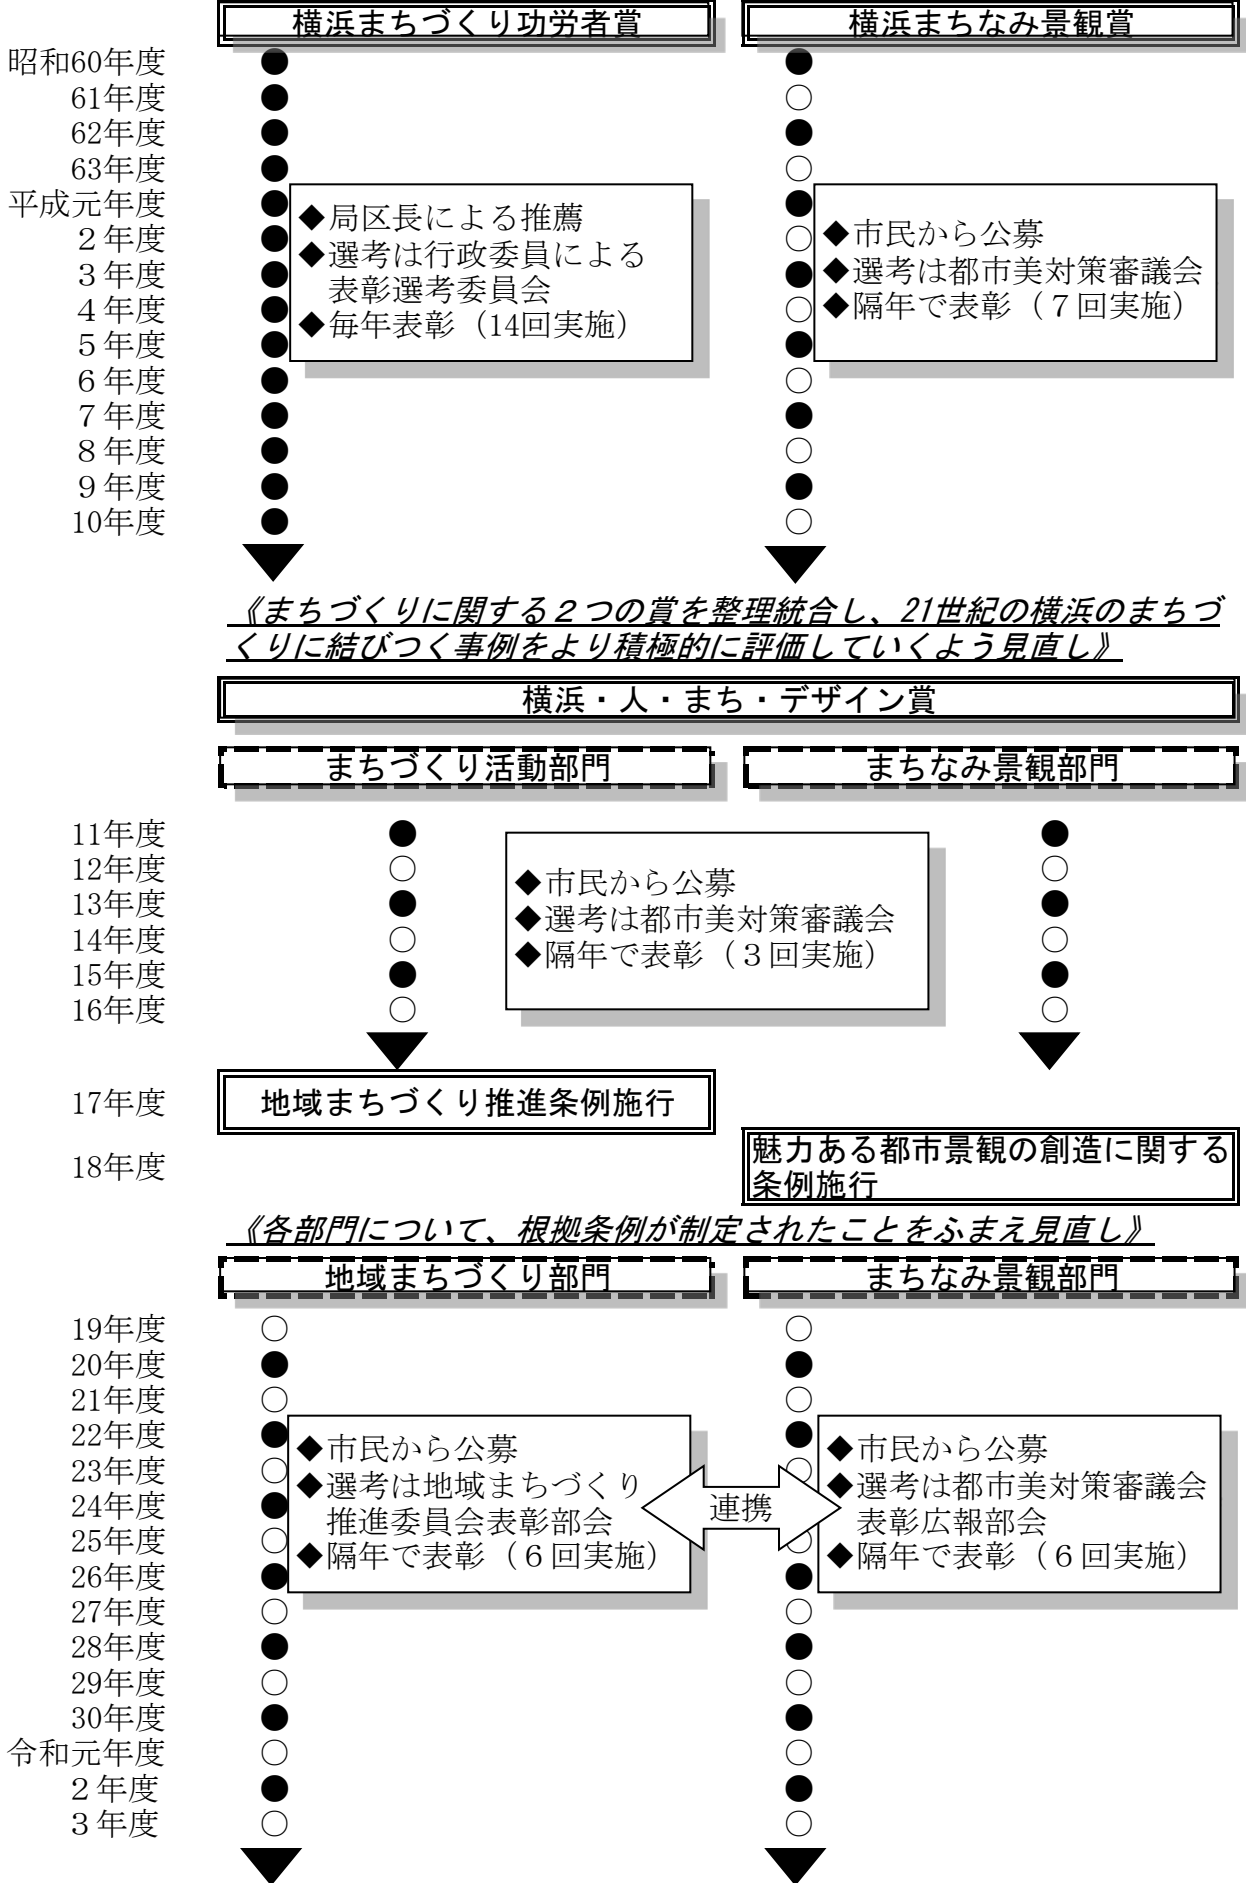 横浜まちづくり功労者賞
横浜まちなみ景観賞
昭和60年度
61年度
62年度
63年度
平成元年度
２年度
３年度
４年度
５年度
６年度
７年度
８年度
９年度
10年度
◆局区長による推薦
◆選考は行政委員による
表彰選考委員会
◆毎年表彰（14回実施）
◆市民から公募
◆選考は都市美対策審議会
◆隔年で表彰（７回実施）
《まちづくりに関する２つの賞を整理統合し、21世紀の横浜のまちづ
くりに結びつく事例をより積極的に評価していくよう見直し》
横浜・人・まち・デザイン賞
まちづくり活動部門
まちなみ景観部門
11年度
12年度
13年度
14年度
15年度
16年度
◆市民から公募
◆選考は都市美対策審議会
◆隔年で表彰（３回実施）
17年度
地域まちづくり推進条例施行
18年度
魅力ある都市景観の創造に関する
条例施行
《各部門について、根拠条例が制定されたことをふまえ見直し》
地域まちづくり部門
まちなみ景観部門
19年度
20年度
21年度
22年度
23年度
24年度
25年度
26年度
27年度
28年度
29年度
30年度
令和元年度
２年度
３年度
◆市民から公募
◆選考は地域まちづくり
推進委員会表彰部会
◆隔年で表彰（６回実施）
連携
◆市民から公募
◆選考は都市美対策審議会
表彰広報部会
◆隔年で表彰（６回実施）